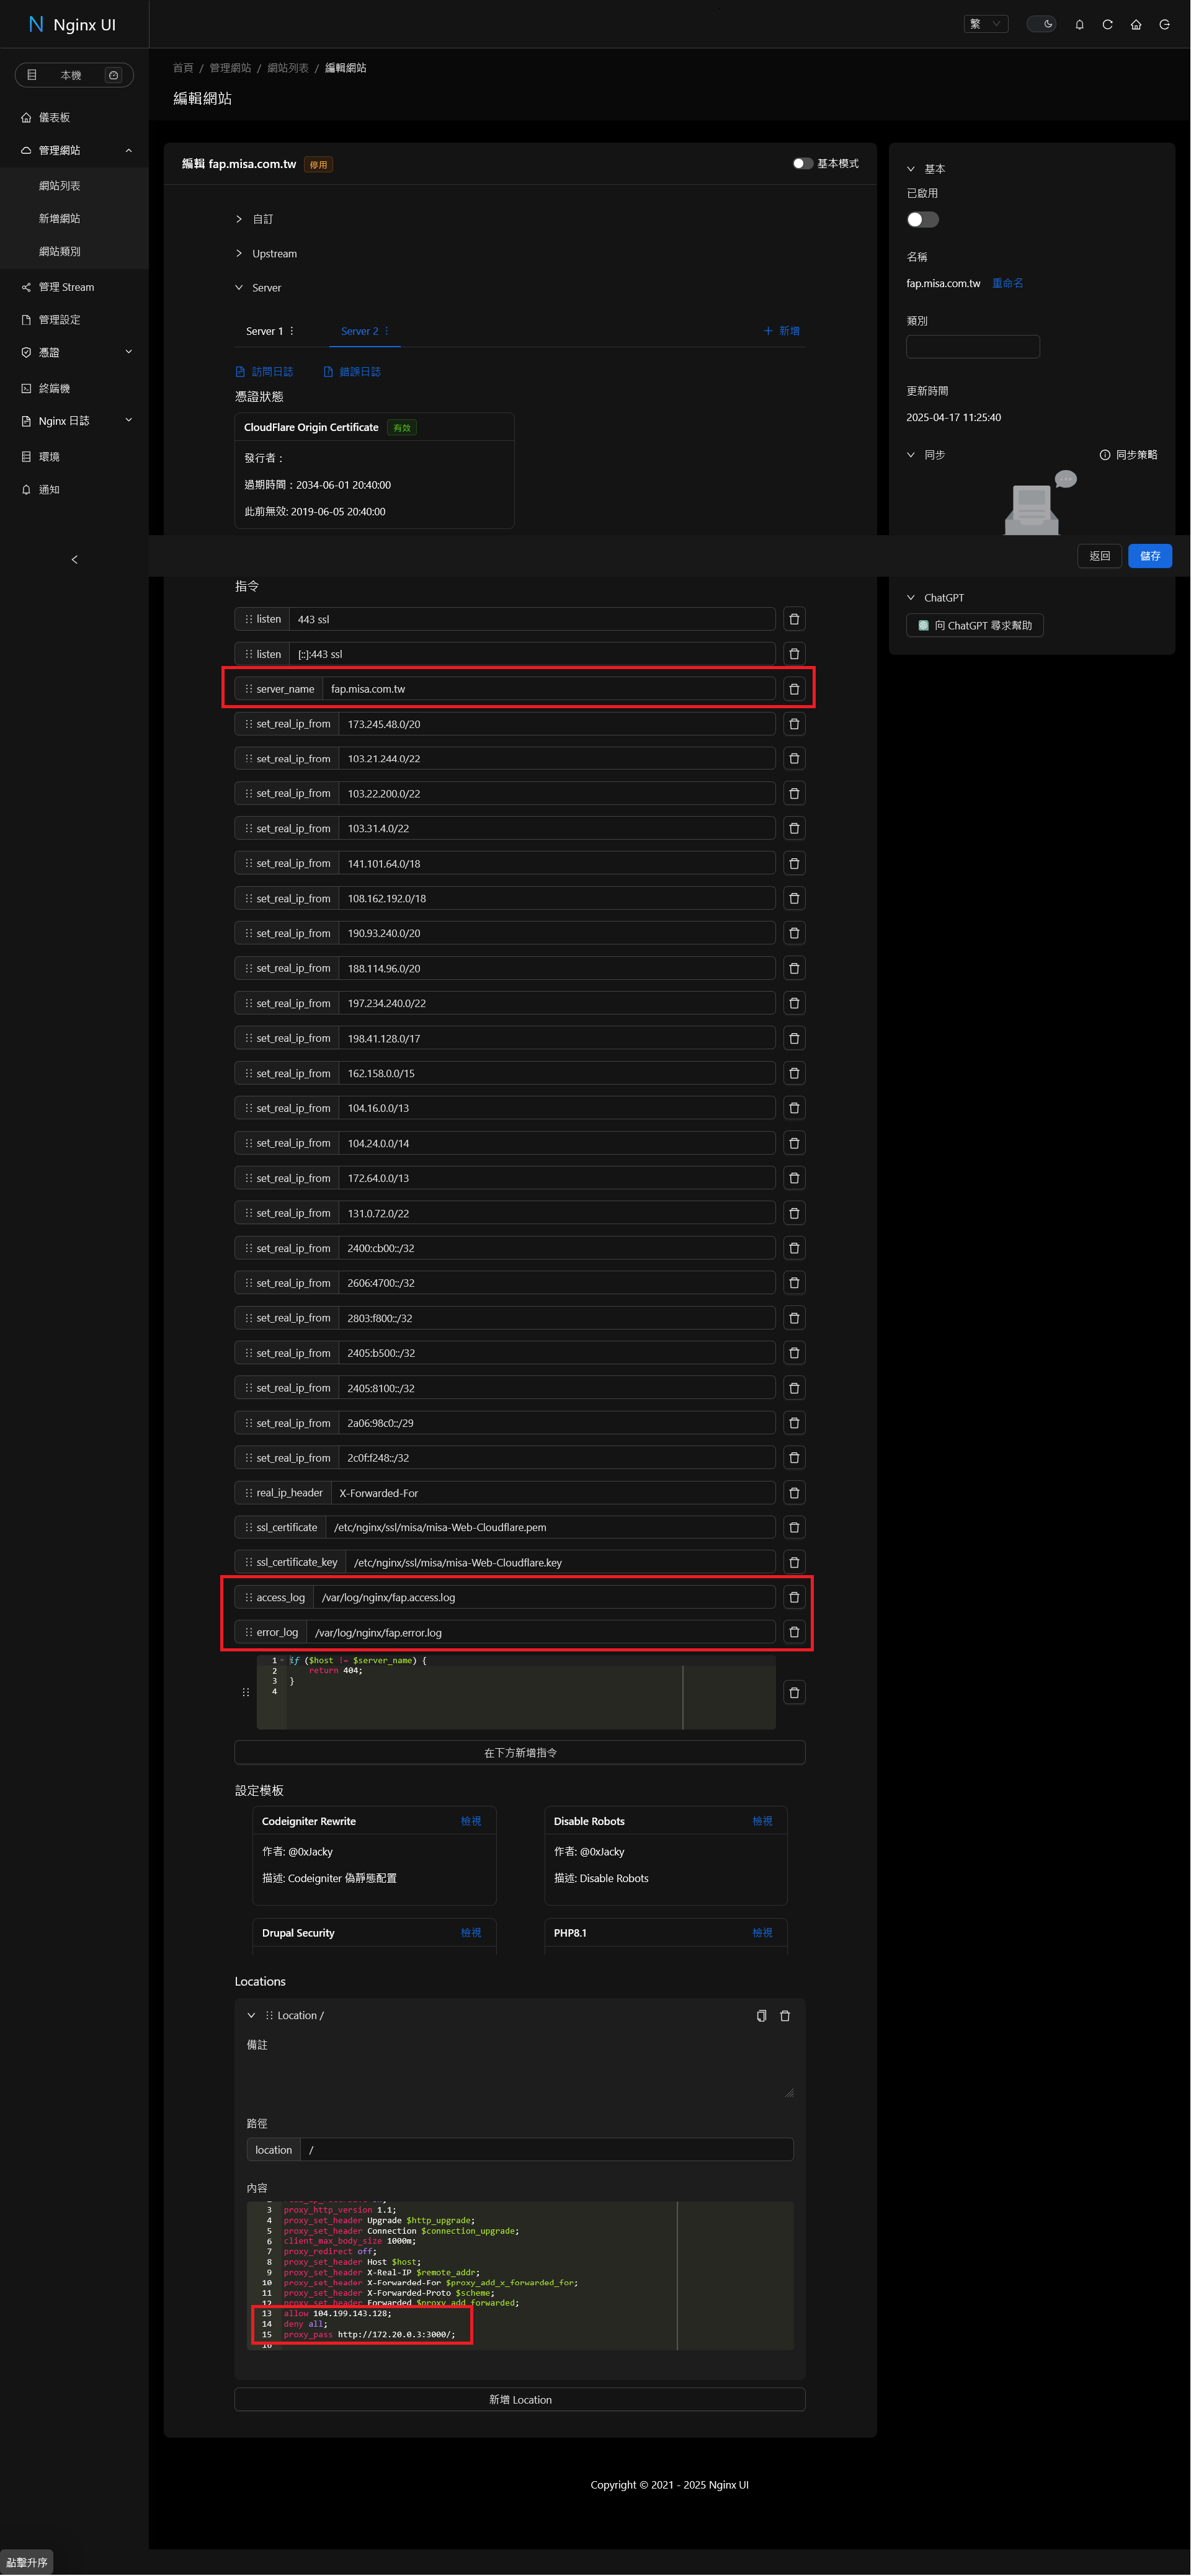 Nginx UI
繁
本機
儀表板
管理網站
網站列表
新增網站
網站類別
管理 Stream
管理設定
憑證
終端機
Nginx 日誌
環境
通知
首頁 / 管理網站 / 網站列表 / 編輯網站
編輯網站
編輯 fap.misa.com.tw 停用
基本模式
自訂
Upstream
Server
Server 1
Server 2
新增
訪問日誌
錯誤日誌
憑證狀態
CloudFlare Origin Certificate 有效
發行者：
過期時間：2034-06-01 20:40:00
此前無效: 2019-06-05 20:40:00
指令
listen 443 ssl
listen [::]:443 ssl
server_name fap.misa.com.tw
set_real_ip_from 173.245.48.0/20
set_real_ip_from 103.21.244.0/22
set_real_ip_from 103.22.200.0/22
set_real_ip_from 103.31.4.0/22
set_real_ip_from 141.101.64.0/18
set_real_ip_from 108.162.192.0/18
set_real_ip_from 190.93.240.0/20
set_real_ip_from 188.114.96.0/20
set_real_ip_from 197.234.240.0/22
set_real_ip_from 198.41.128.0/17
set_real_ip_from 162.158.0.0/15
set_real_ip_from 104.16.0.0/13
set_real_ip_from 104.24.0.0/14
set_real_ip_from 172.64.0.0/13
set_real_ip_from 131.0.72.0/22
set_real_ip_from 2400:cb00::/32
set_real_ip_from 2606:4700::/32
set_real_ip_from 2803:f800::/32
set_real_ip_from 2405:b500::/32
set_real_ip_from 2405:8100::/32
set_real_ip_from 2a06:98c0::/29
set_real_ip_from 2c0f:f248::/32
real_ip_header X-Forwarded-For
ssl_certificate /etc/nginx/ssl/misa/misa-Web-Cloudflare.pem
ssl_certificate_key /etc/nginx/ssl/misa/misa-Web-Cloudflare.key
access_log /var/log/nginx/fap.access.log
error_log /var/log/nginx/fap.error.log
1 if ($host != $server_name) {
2 return 404;
3 }
4
在下方新增指令
設定模板
Codeigniter Rewrite 檢視
作者: @0xJacky
描述: Codeigniter 偽靜態配置
Disable Robots 檢視
作者: @0xJacky
描述: Disable Robots
Drupal Security 檢視
PHP8.1 檢視
Locations
Location /
備註
路徑
location /
內容
3 proxy_http_version 1.1;
4 proxy_set_header Upgrade $http_upgrade;
5 proxy_set_header Connection $connection_upgrade;
6 client_max_body_size 1000m;
7 proxy_redirect off;
8 proxy_set_header Host $host;
9 proxy_set_header X-Real-IP $remote_addr;
10 proxy_set_header X-Forwarded-For $proxy_add_x_forwarded_for;
11 proxy_set_header X-Forwarded-Proto $scheme;
12 proxy_set_header Forwarded $proxy_add_forwarded;
13 allow 104.199.143.128;
14 deny all;
15 proxy_pass http://172.20.0.3:3000/;
16
新增 Location
基本
已啟用
名稱
fap.misa.com.tw 重命名
類別
更新時間
2025-04-17 11:25:40
同步
同步策略
返回
儲存
ChatGPT
向 ChatGPT 尋求幫助
Copyright © 2021 - 2025 Nginx UI
點擊升序